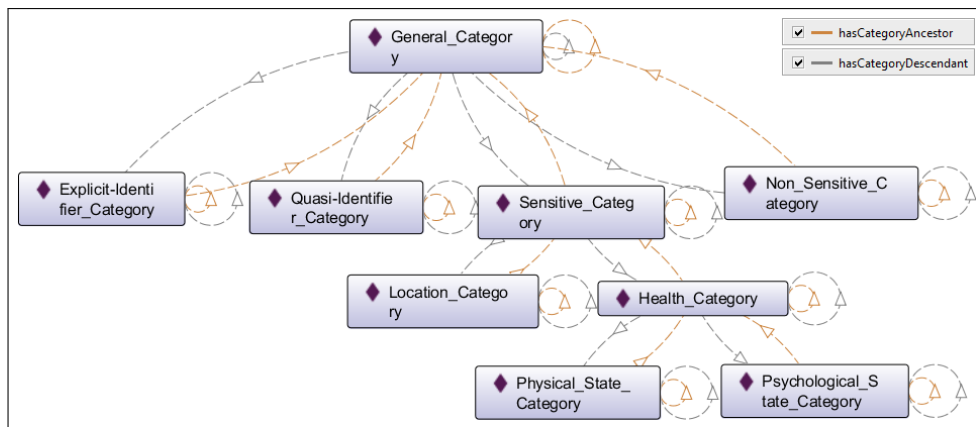 General_Categor
y
hasCategoryAncestor
hasCategoryDescendant
Explicit-Identi
fier_Category
Quasi-Identifie
r_Category
Sensitive_Categ
ory
Non_Sensitive_C
ategory
Location_Catego
ry
Health_Category
Physical_State_
Category
Psychological_S
tate_Category